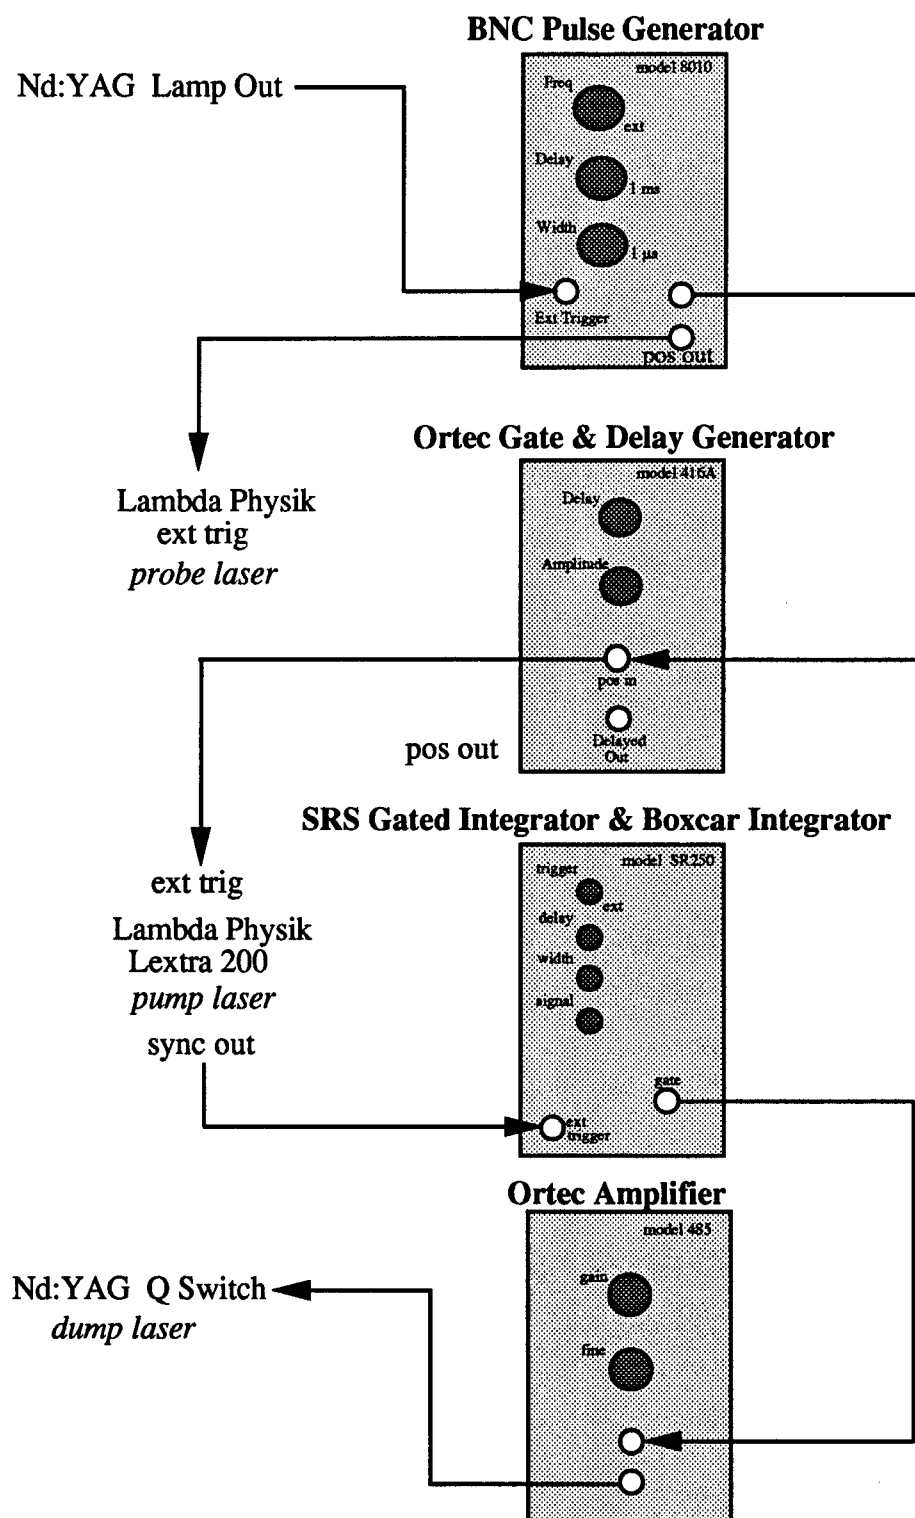 BNC Pulse Generator
model 8010
Nd:YAG Lamp Out
Freq
ext
Delay
1 ms
Width
1 µs
Ext Trigger
pos out
Ortec Gate & Delay Generator
model 416A
Delay
Lambda Physik
ext trig
probe laser
Amplitude
pos in
pos out
Delayed
Out
SRS Gated Integrator & Boxcar Integrator
model SR250
trigger
ext
delay
width
signal
ext trig
Lambda Physik
Lextra 200
pump laser
sync out
gate
ext
trigger
Ortec Amplifier
model 485
gain
Nd:YAG Q Switch
dump laser
fine